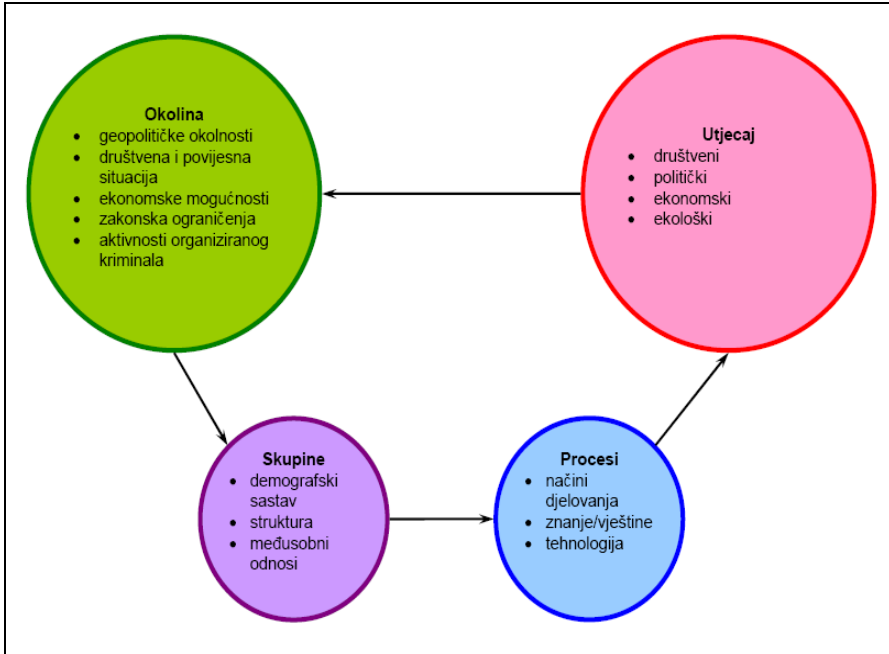 Okolina
• geopolitičke okolnosti
• društvena i povijesna
situacija
• ekonomske mogućnosti
• zakonska ograničenja
• aktivnosti organiziranog
kriminala
Utjecaj
• društveni
• politički
• ekonomski
• ekološki
Skupine
• demografski
sastav
• struktura
• međusobni
odnosi
Procesi
• načini
djelovanja
• znanje/vještine
• tehnologija